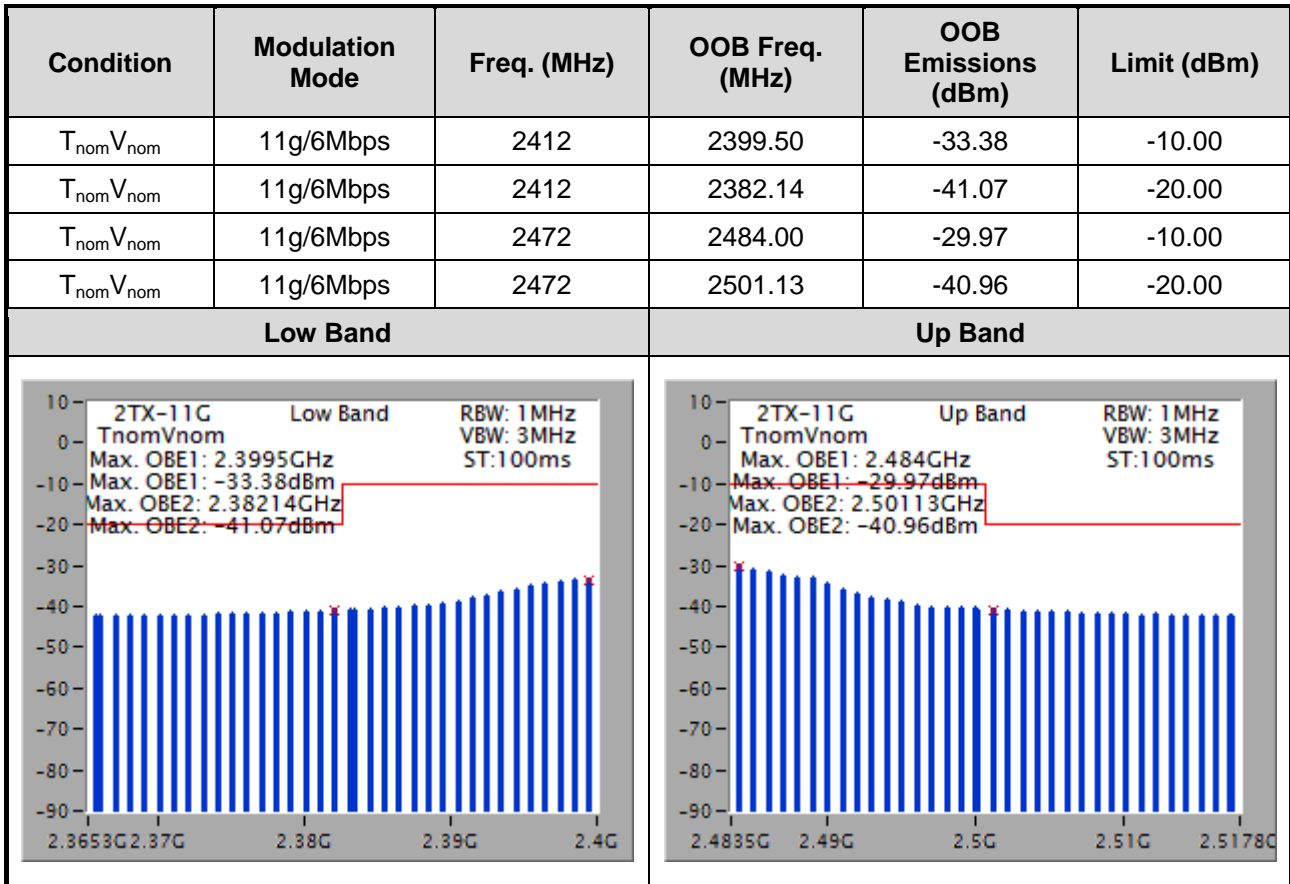 Condition Modulation Mode Freq. (MHz) OOB Freq. (MHz) OOB Emissions (dBm) Limit (dBm)
TnomVnom 11g/6Mbps 2412 2399.50 -33.38 -10.00
TnomVnom 11g/6Mbps 2412 2382.14 -41.07 -20.00
TnomVnom 11g/6Mbps 2472 2484.00 -29.97 -10.00
TnomVnom 11g/6Mbps 2472 2501.13 -40.96 -20.00
Low Band Up Band
2TX-11G Low Band RBW: 1MHz
TnomVnom VBW: 3MHz
Max. OBE1: 2.3995GHz ST:100ms
Max. OBE1: -33.38dBm
Max. OBE2: 2.38214GHz
Max. OBE2: -41.07dBm
10
0
-10
-20
-30
-40
-50
-60
-70
-80
-90
2.3653G 2.37G 2.38G 2.39G 2.4G
2TX-11G Up Band RBW: 1MHz
TnomVnom VBW: 3MHz
Max. OBE1: 2.484GHz ST:100ms
Max. OBE1: -29.97dBm
Max. OBE2: 2.50113GHz
Max. OBE2: -40.96dBm
10
0
-10
-20
-30
-40
-50
-60
-70
-80
-90
2.4835G 2.49G 2.5G 2.51G 2.5178G